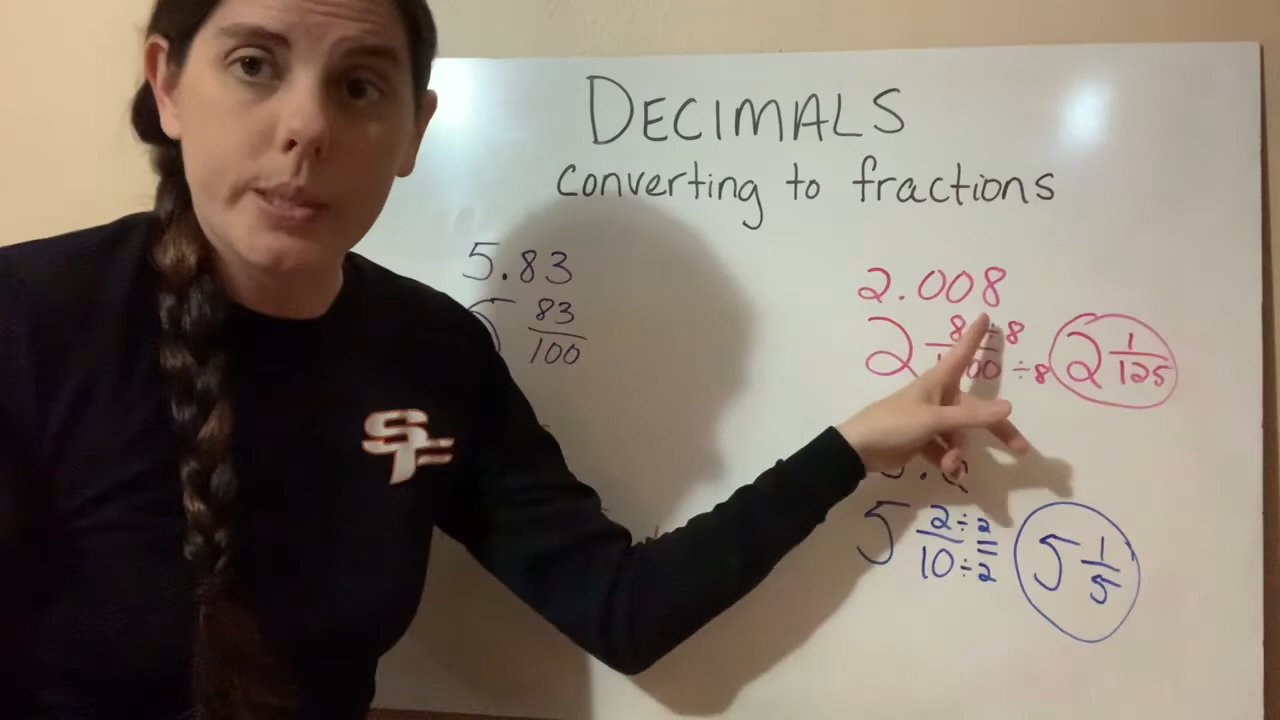 DECIMALS
converting to fractions
5.83
83
100
2.008
2 8 ÷8
÷8
2 1/125
5 2÷2
10÷2
=
5 1/5
SF